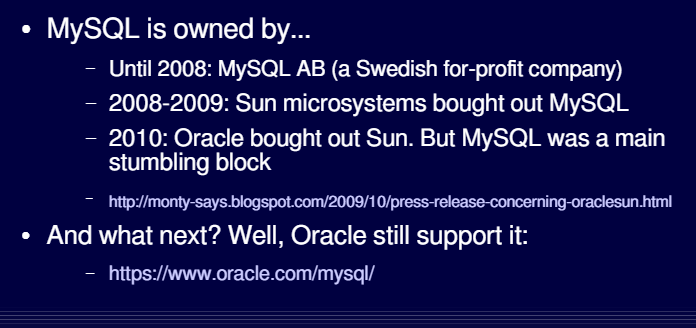 • MySQL is owned by...
– Until 2008: MySQL AB (a Swedish for-profit company)
– 2008-2009: Sun microsystems bought out MySQL
– 2010: Oracle bought out Sun. But MySQL was a main
stumbling block
– http://monty-says.blogspot.com/2009/10/press-release-concerning-oraclesun.html
• And what next? Well, Oracle still support it:
– https://www.oracle.com/mysql/